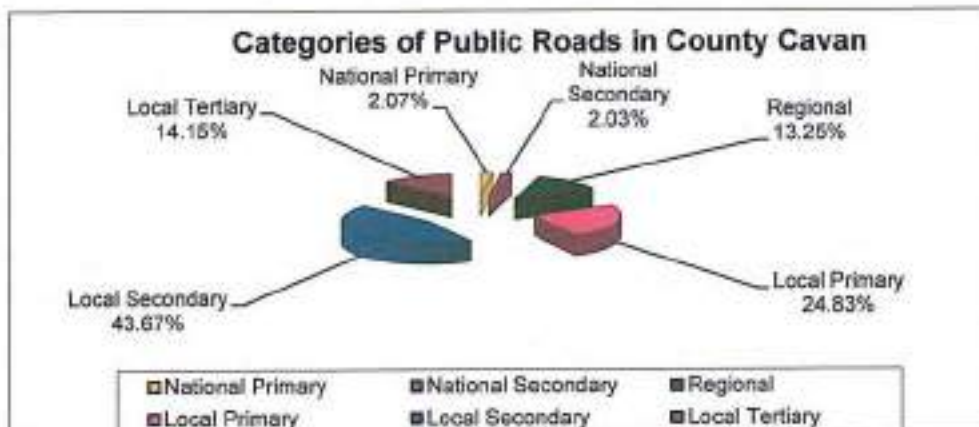 Categories of Public Roads in County Cavan
National Primary
2.07%
National
Secondary
2.03%
Local Tertiary
14.15%
Regional
13.25%
Local Secondary
43.67%
Local Primary
24.83%
National Primary National Secondary Regional
Local Primary Local Secondary Local Tertiary